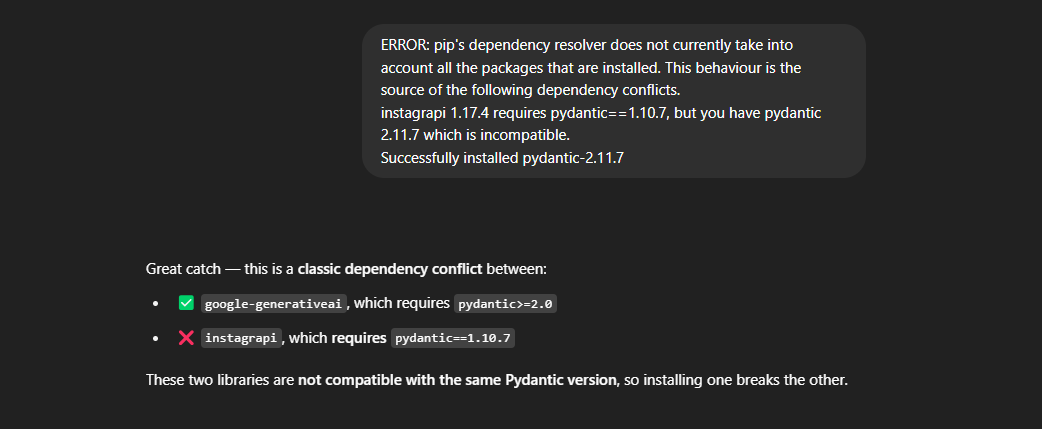 ERROR: pip's dependency resolver does not currently take into
account all the packages that are installed. This behaviour is the
source of the following dependency conflicts.
instagrapi 1.17.4 requires pydantic==1.10.7, but you have pydantic
2.11.7 which is incompatible.
Successfully installed pydantic-2.11.7
Great catch — this is a classic dependency conflict between:
• ✅ google-generativeai, which requires pydantic>=2.0
• ❌ instagrapi, which requires pydantic==1.10.7
These two libraries are not compatible with the same Pydantic version, so installing one breaks the other.